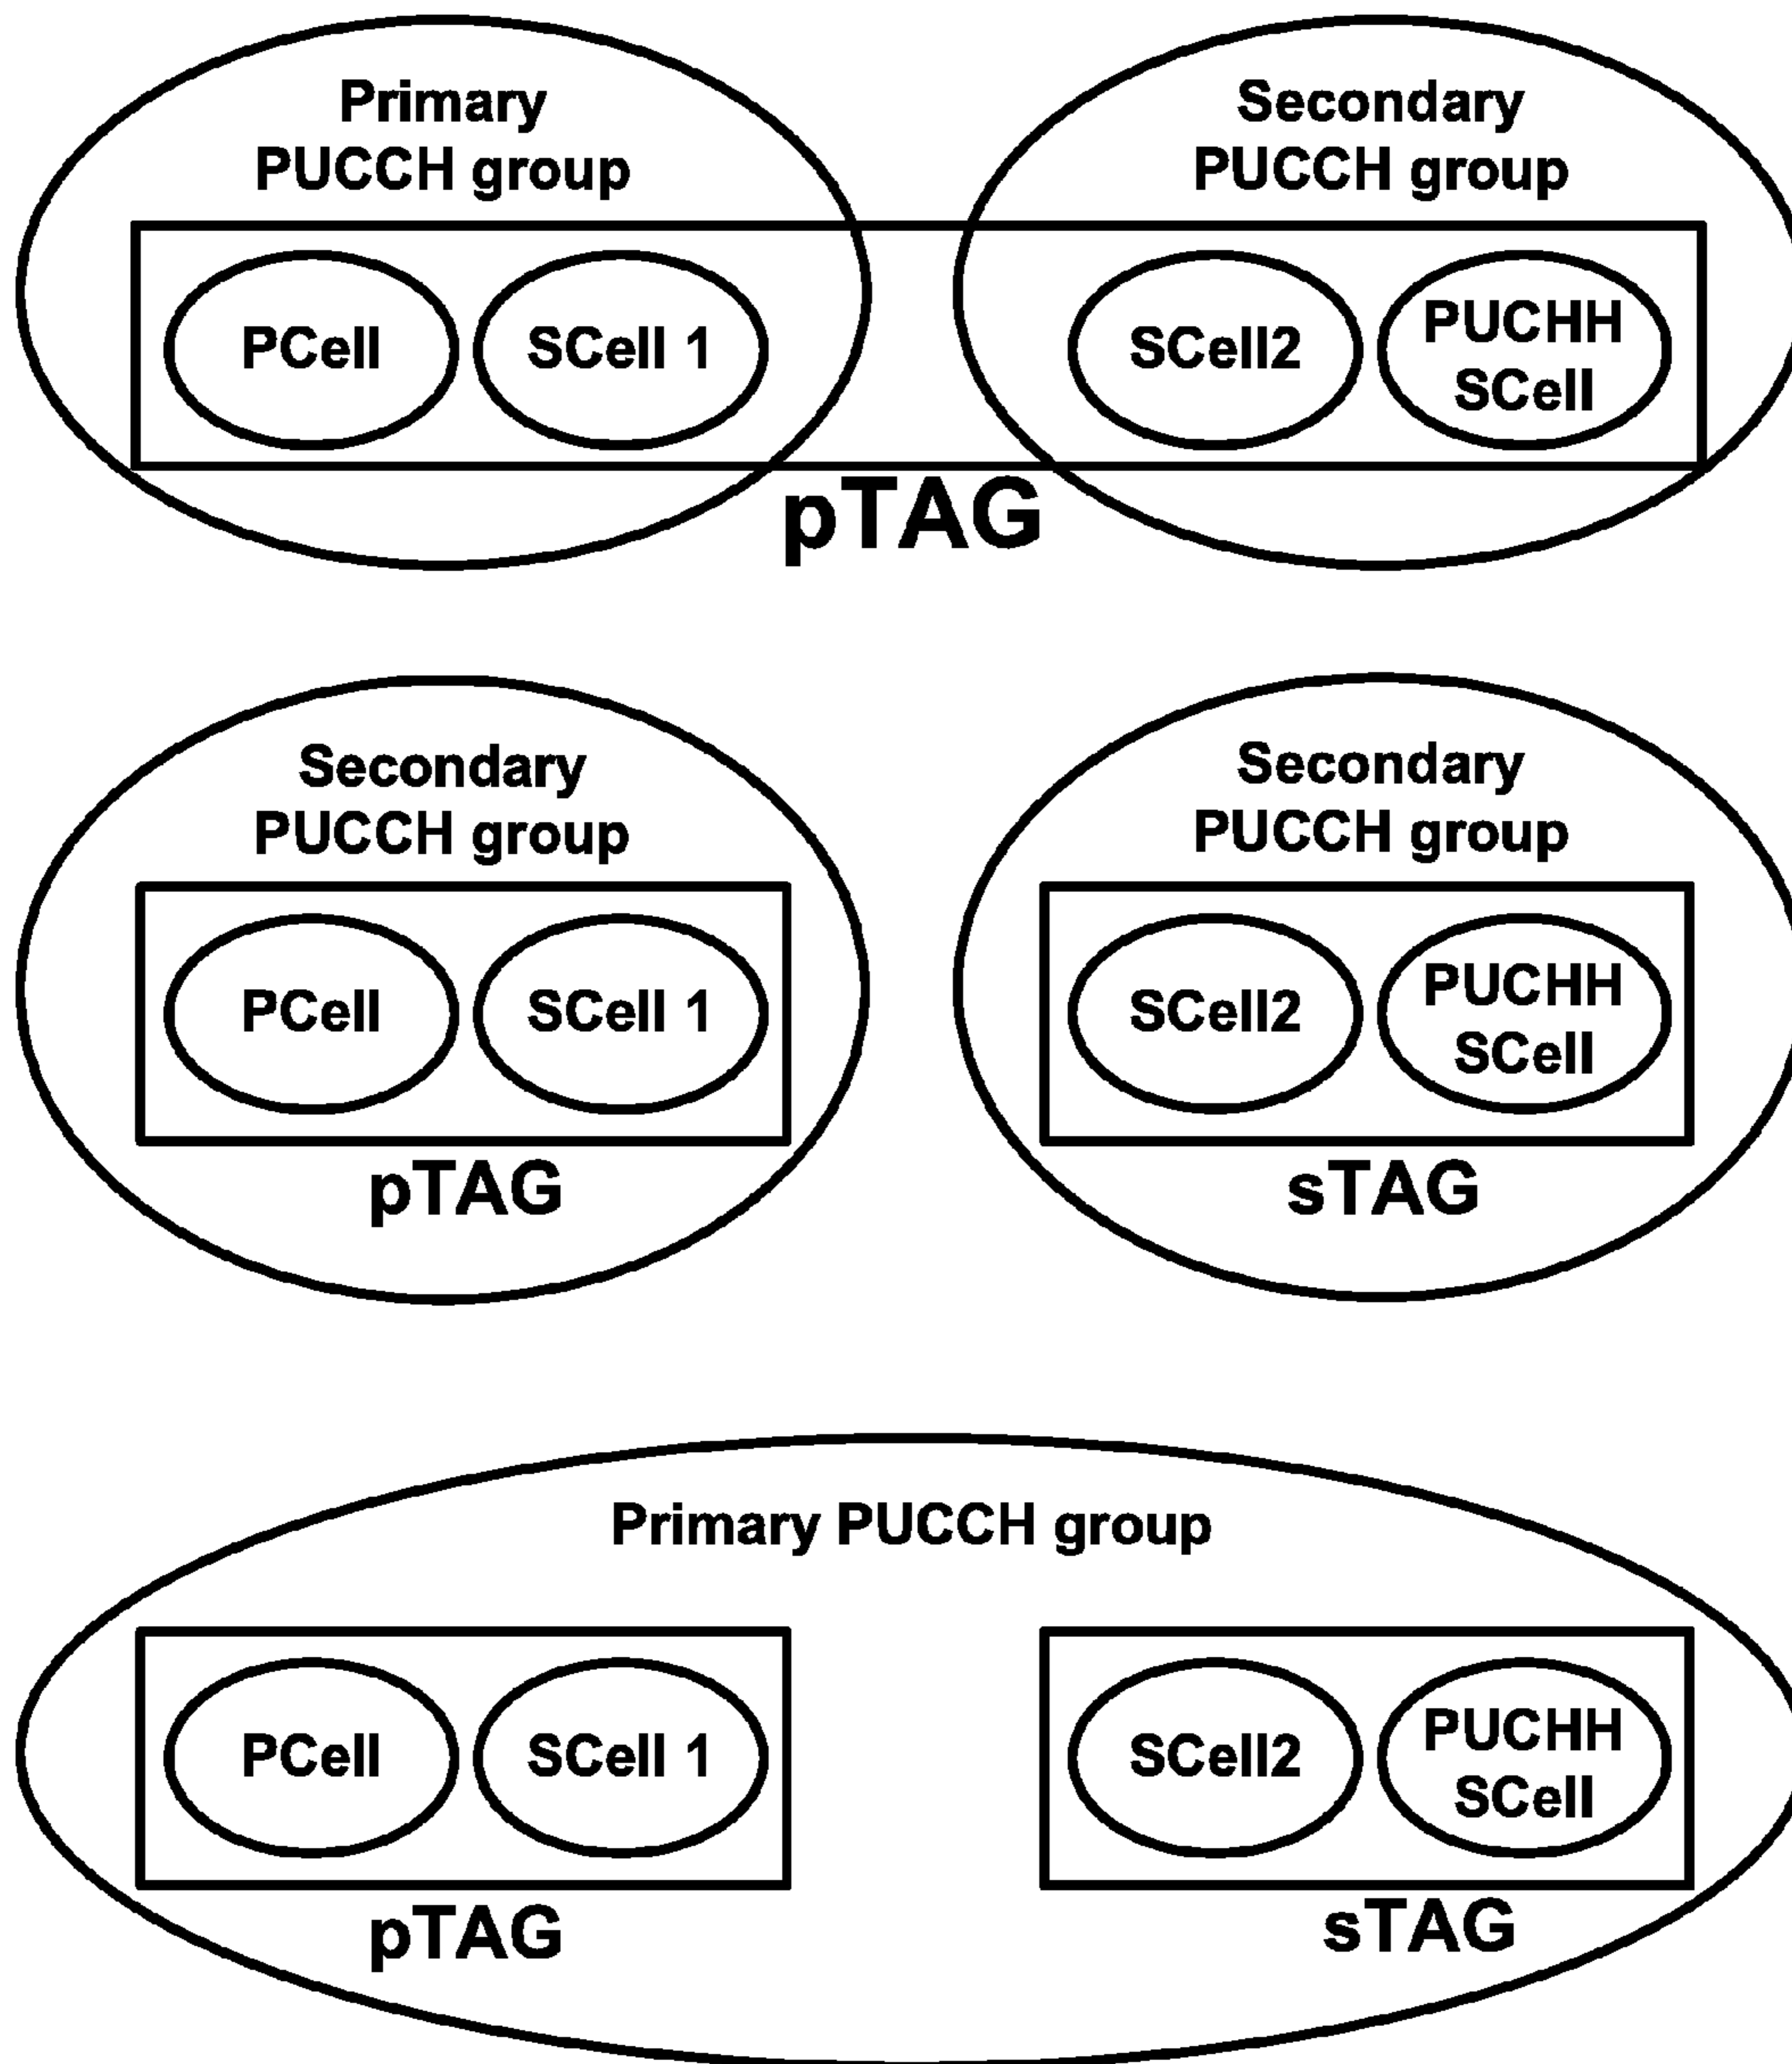 Primary
PUCCH group
Secondary
PUCCH group
PCell
SCell 1
SCell2
PUCHH
SCell
pTAG
Secondary
PUCCH group
Secondary
PUCCH group
PCell
SCell 1
SCell2
PUCHH
SCell
pTAG
sTAG
Primary PUCCH group
PCell
SCell 1
SCell2
PUCHH
SCell
pTAG
sTAG